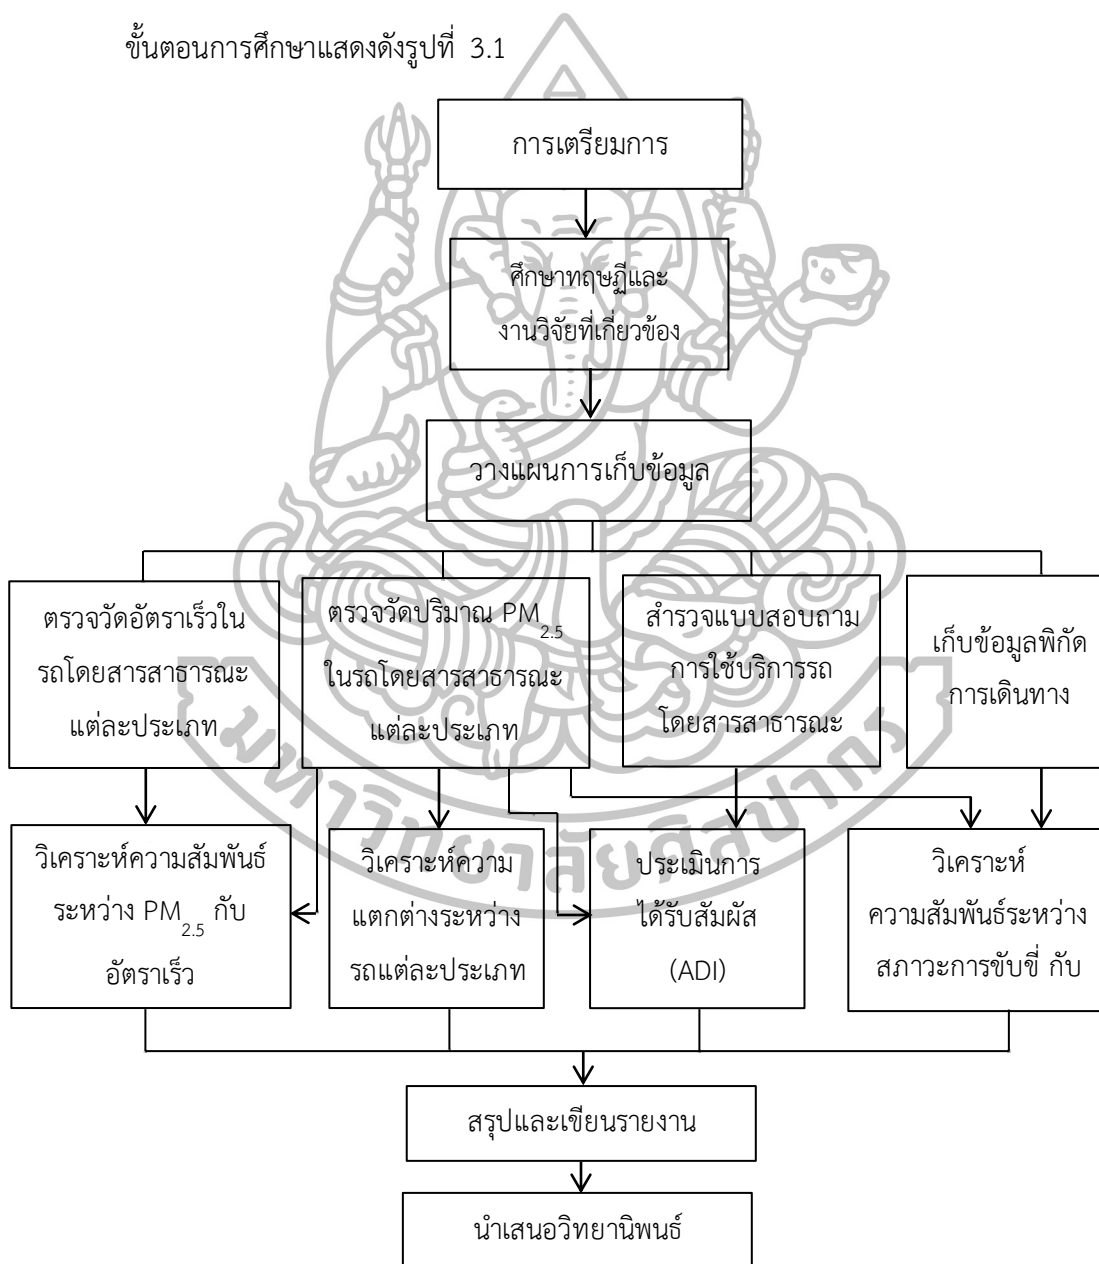 ขั้นตอนการศึกษาแสดงดังรูปที่ 3.1
การเตรียมการ
ศึกษาทฤษฎีและ
งานวิจัยที่เกี่ยวข้อง
วางแผนการเก็บข้อมูล
ตรวจวัดอัตราเร็วใน
รถโดยสารสาธารณะ
แต่ละประเภท
ตรวจวัดปริมาณ PM2.5
ในรถโดยสารสาธารณะ
แต่ละประเภท
สำรวจแบบสอบถาม
การใช้บริการรถ
โดยสารสาธารณะ
เก็บข้อมูลพิกัด
การเดินทาง
วิเคราะห์ความสัมพันธ์
ระหว่าง PM2.5 กับ
อัตราเร็ว
วิเคราะห์ความ
แตกต่างระหว่าง
รถแต่ละประเภท
ประเมินการ
ได้รับสัมผัส
(ADI)
วิเคราะห์
ความสัมพันธ์ระหว่าง
สภาวะการขับขี่ กับ
สรุปและเขียนรายงาน
นำเสนอวิทยานิพนธ์
มหาวิทยาลัยศิลปากร